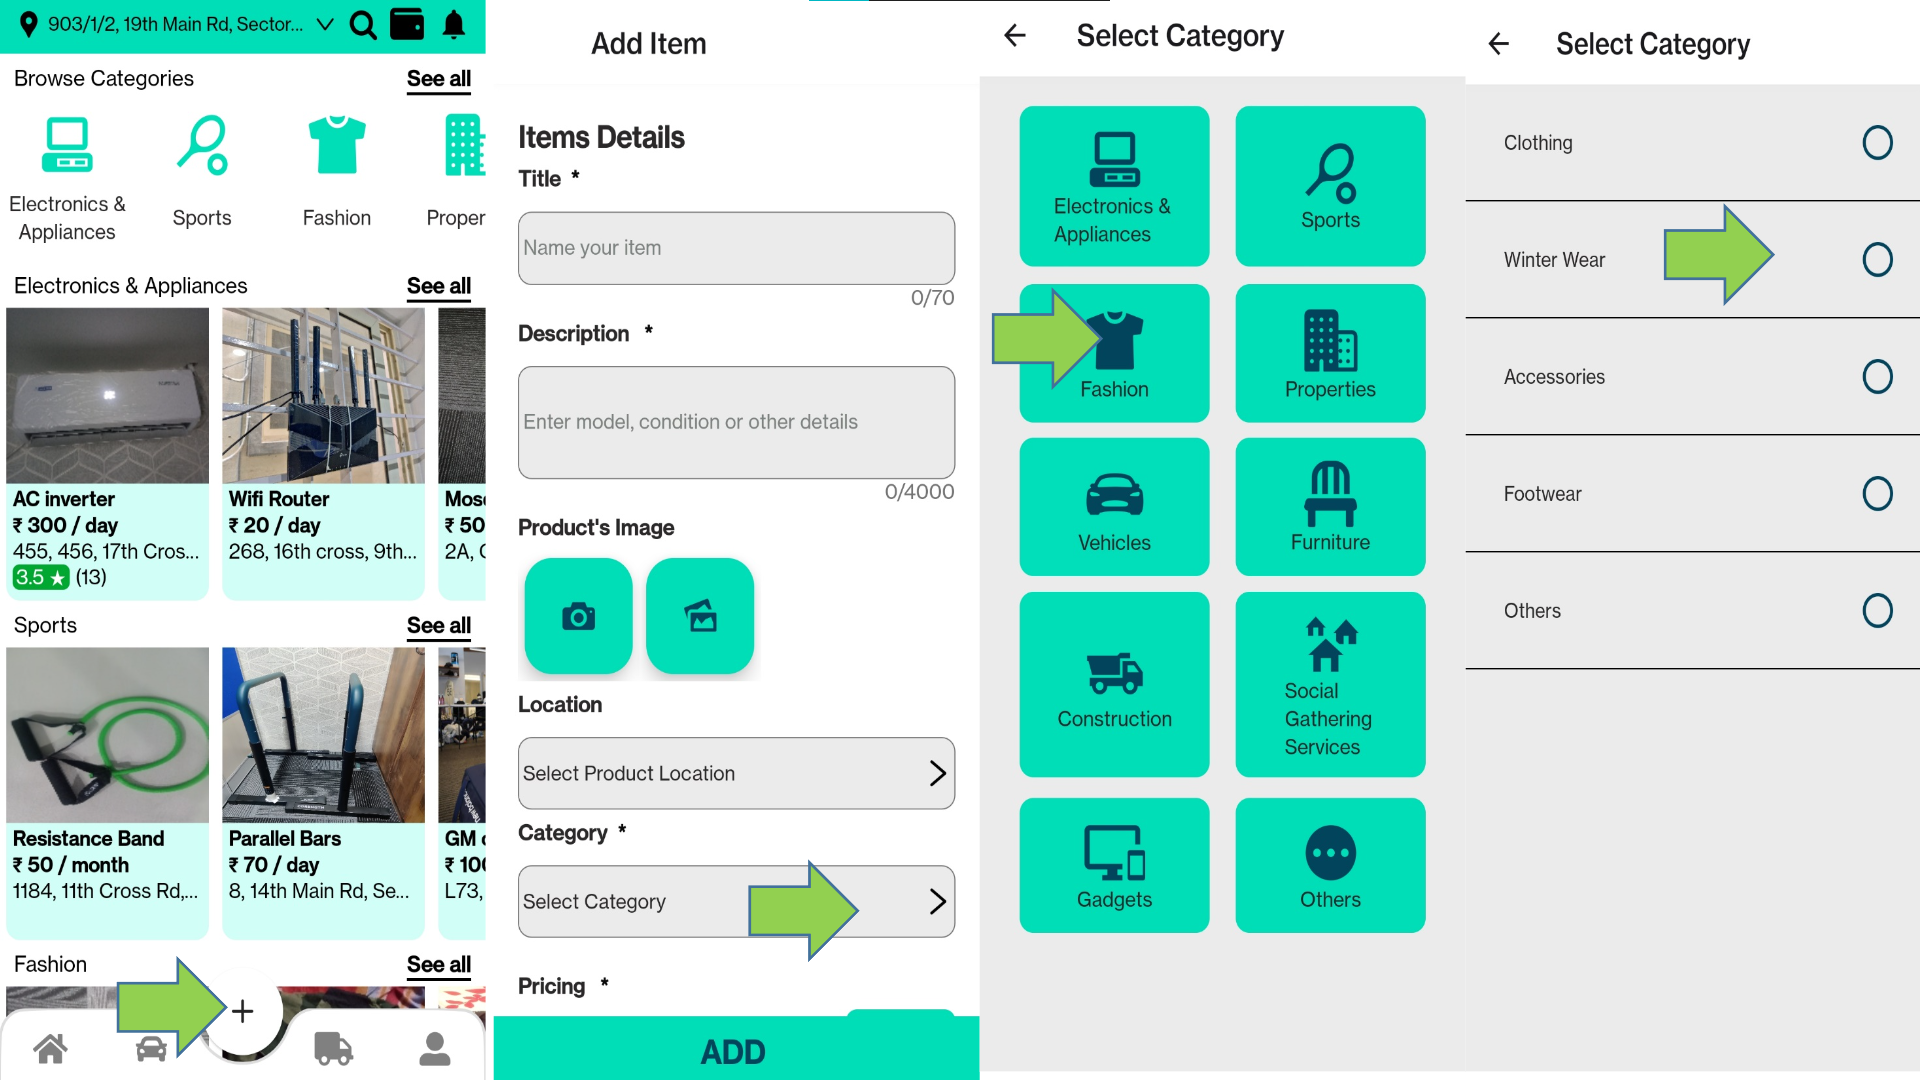 903/1/2, 19th Main Rd, Sector...
Browse Categories
See all
Electronics &
Appliances
Sports
Fashion
Proper
Electronics & Appliances
See all
AC inverter
₹ 300 / day
455, 456, 17th Cros...
3.5 ★ (13)
Wifi Router
₹ 20 / day
268, 16th cross, 9th...
₹ 50
Sports
See all
Resistance Band
₹ 50 / month
1184, 11th Cross Rd,...
Parallel Bars
₹ 70 / day
8, 14th Main Rd, Se...
GM
₹ 10
L73,
Fashion
See all
+
Add Item
Items Details
Title *
Name your item
0/70
Description *
Enter model, condition or other details
0/4000
Product's Image
Location
Select Product Location
Category *
Select Category
Pricing *
ADD
Select Category
Electronics &
Appliances
Sports
Fashion
Properties
Vehicles
Furniture
Construction
Social
Gathering
Services
Gadgets
Others
Select Category
Clothing
Winter Wear
Accessories
Footwear
Others